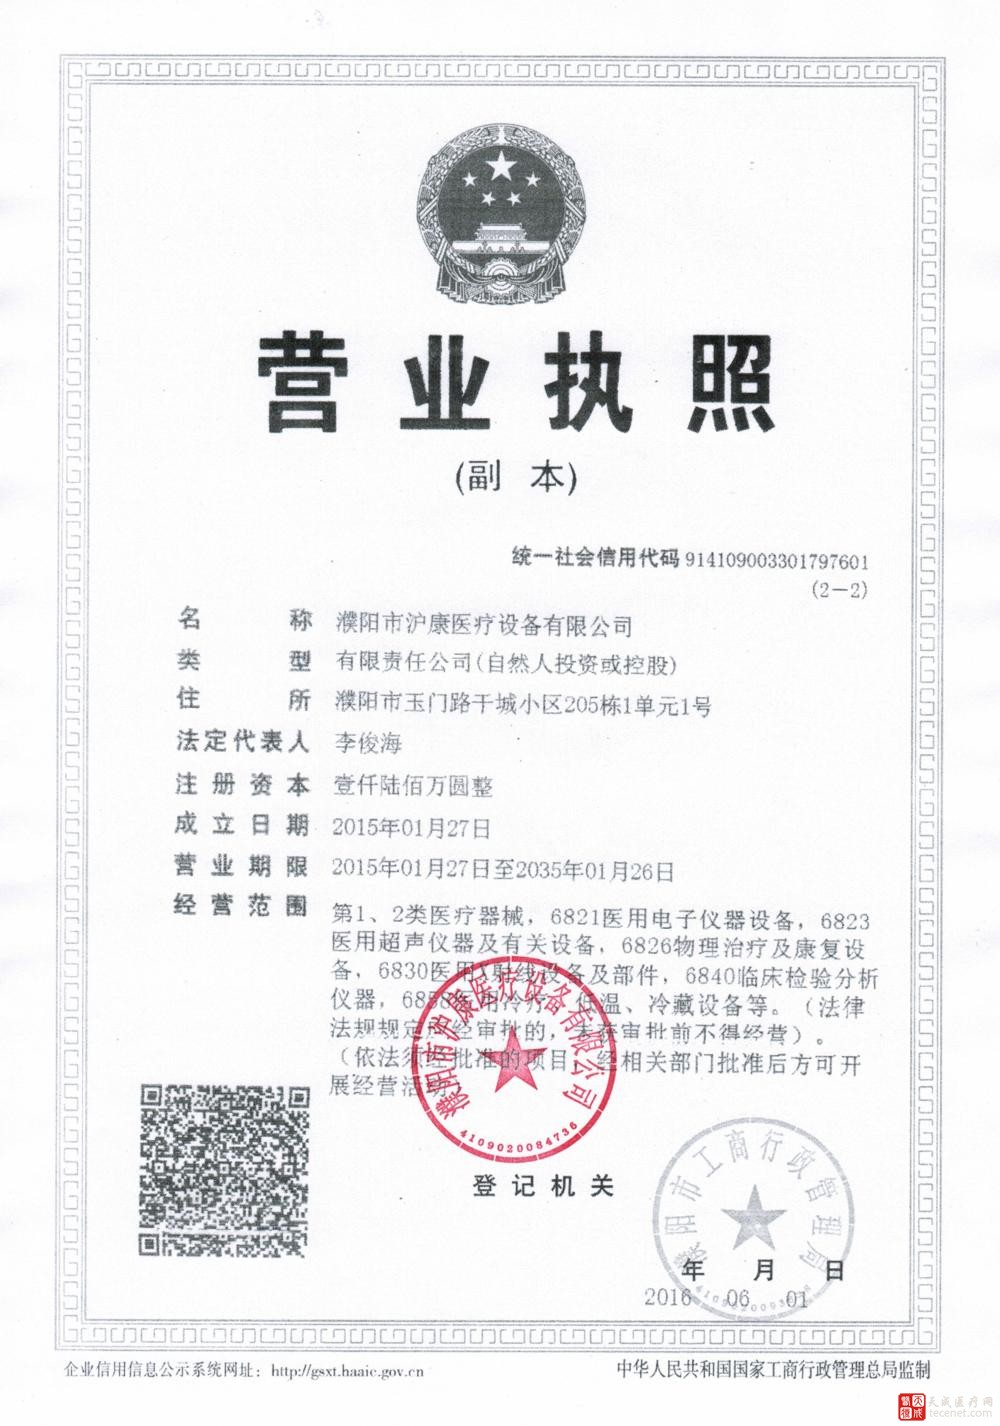 营业执照
(副 本)
统一社会信用代码 914109003301797601
(2-2)
名 称 濮阳市沪康医疗设备有限公司
类 型 有限责任公司(自然人投资或控股)
住 所 濮阳市玉门路干城小区205栋1单元1号
法定代表人 李俊海
注册资本 壹仟陆佰万圆整
成立日期 2015年01月27日
营业期限 2015年01月27日至2035年01月26日
经营范围 第1、2类医疗器械，6821医用电子仪器设备，6823
医用超声仪器及有关设备，6826物理治疗及康复设
备，6830医用X射线设备及部件，6840临床检验分析
仪器，6858医用冷疗、低温、冷藏设备等。（法律
法规规定应经审批的，未获审批前不得经营）。
（依法须经批准的项目，经相关部门批准后方可开
展经营活动
濮阳市沪康医疗设备有限公司
4109020084736
登记机关
濮阳市工商行政管理局
年 月 日
2016 06 01
企业信用信息公示系统网址：http://gsxt.haaic.gov.cn
中华人民共和国国家工商行政管理总局监制
天成医疗网
tecenet.com